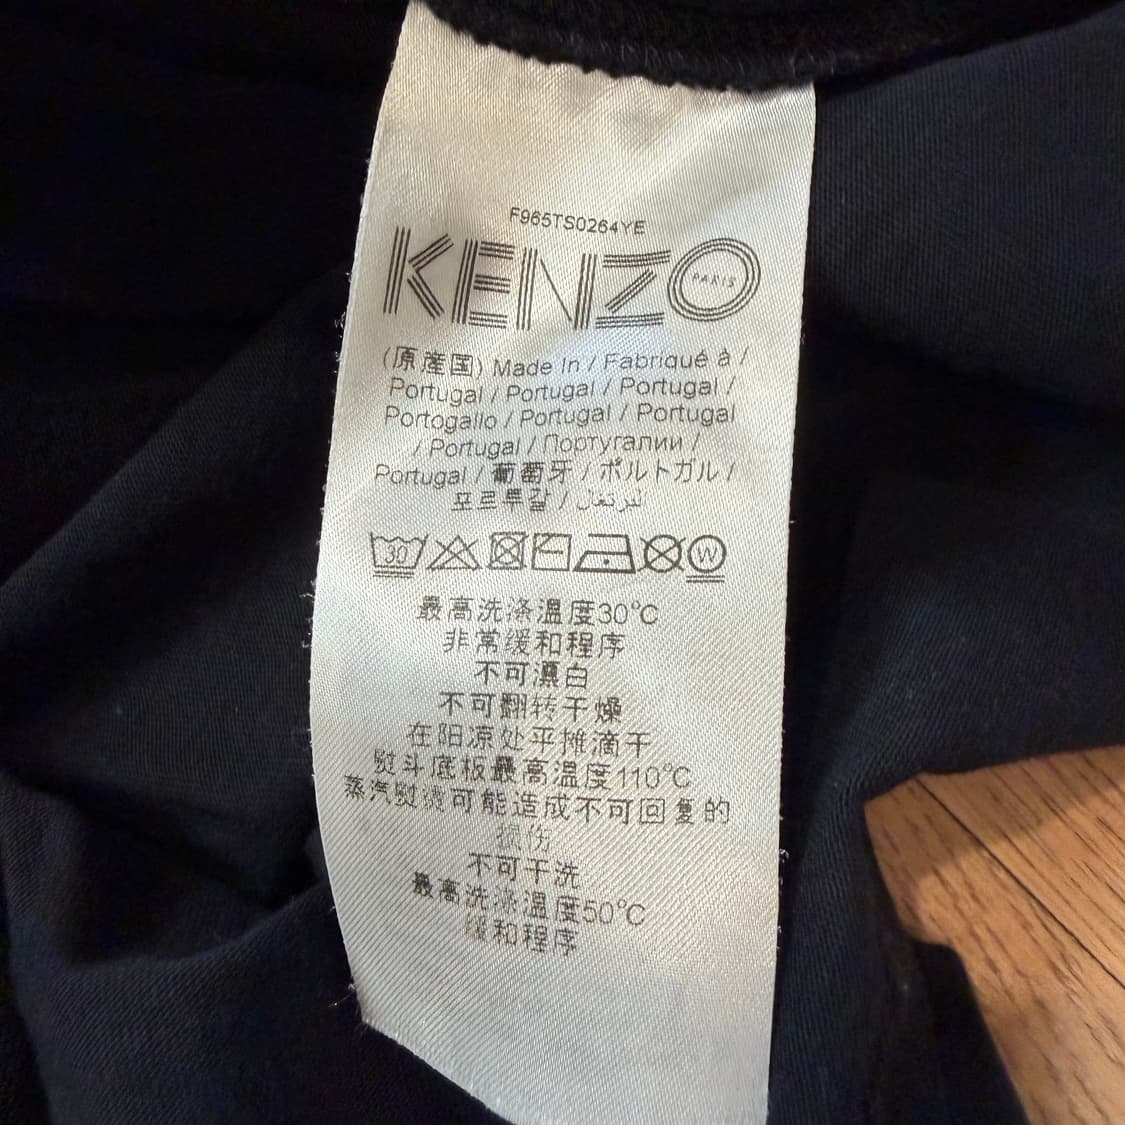 F965TS0264YE
KENZO
PARIS
(原産国) Made In / Fabriqué à /
Portugal / Portugal / Portugal /
Portogallo / Portugal / Portugal
/ Portugal / Португалии /
Portugal / 葡萄牙 / ポルトガル /
포르투갈 / البرتغال
30 W
最高洗涤温度30°C
非常缓和程序
不可漂白
不可翻转干燥
在阳凉处平摊滴干
熨斗底板最高温度110°C
蒸汽熨烫可能造成不可回复的
损伤
不可干洗
最高洗涤温度50°C
缓和程序